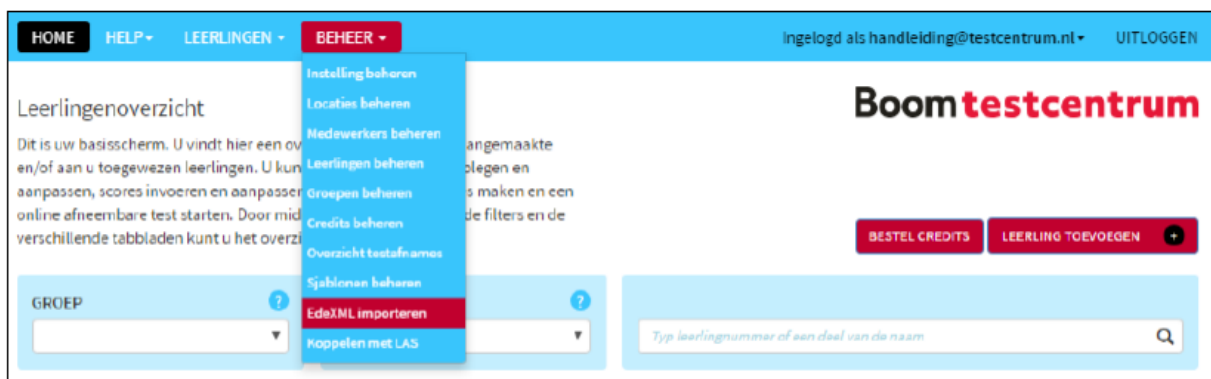 HOME HELP LEERLINGEN BEHEER Ingelogd als handleiding@testcentrum.nl UITLOGGEN
Instelling beheren
Locaties beheren
Medewerkers beheren
Leerlingen beheren
Groepen beheren
Credits beheren
Overzicht testafnames
Sjablonen beheren
EdeXML importeren
Koppelen met LAS
Boom testcentrum
Leerlingenoverzicht
Dit is uw basisscherm. U vindt hier een ov angemaakte
en/of aan u toegewezen leerlingen. U kun plegen en
aanpassen, scores invoeren en aanpasser s maken en een
online afneembare test starten. Door mid de filters en de
verschillende tabbladen kunt u het overzi
BESTEL CREDITS LEERLING TOEVOEGEN +
GROEP ? ?
Typ leerlingnummer of een deel van de naam